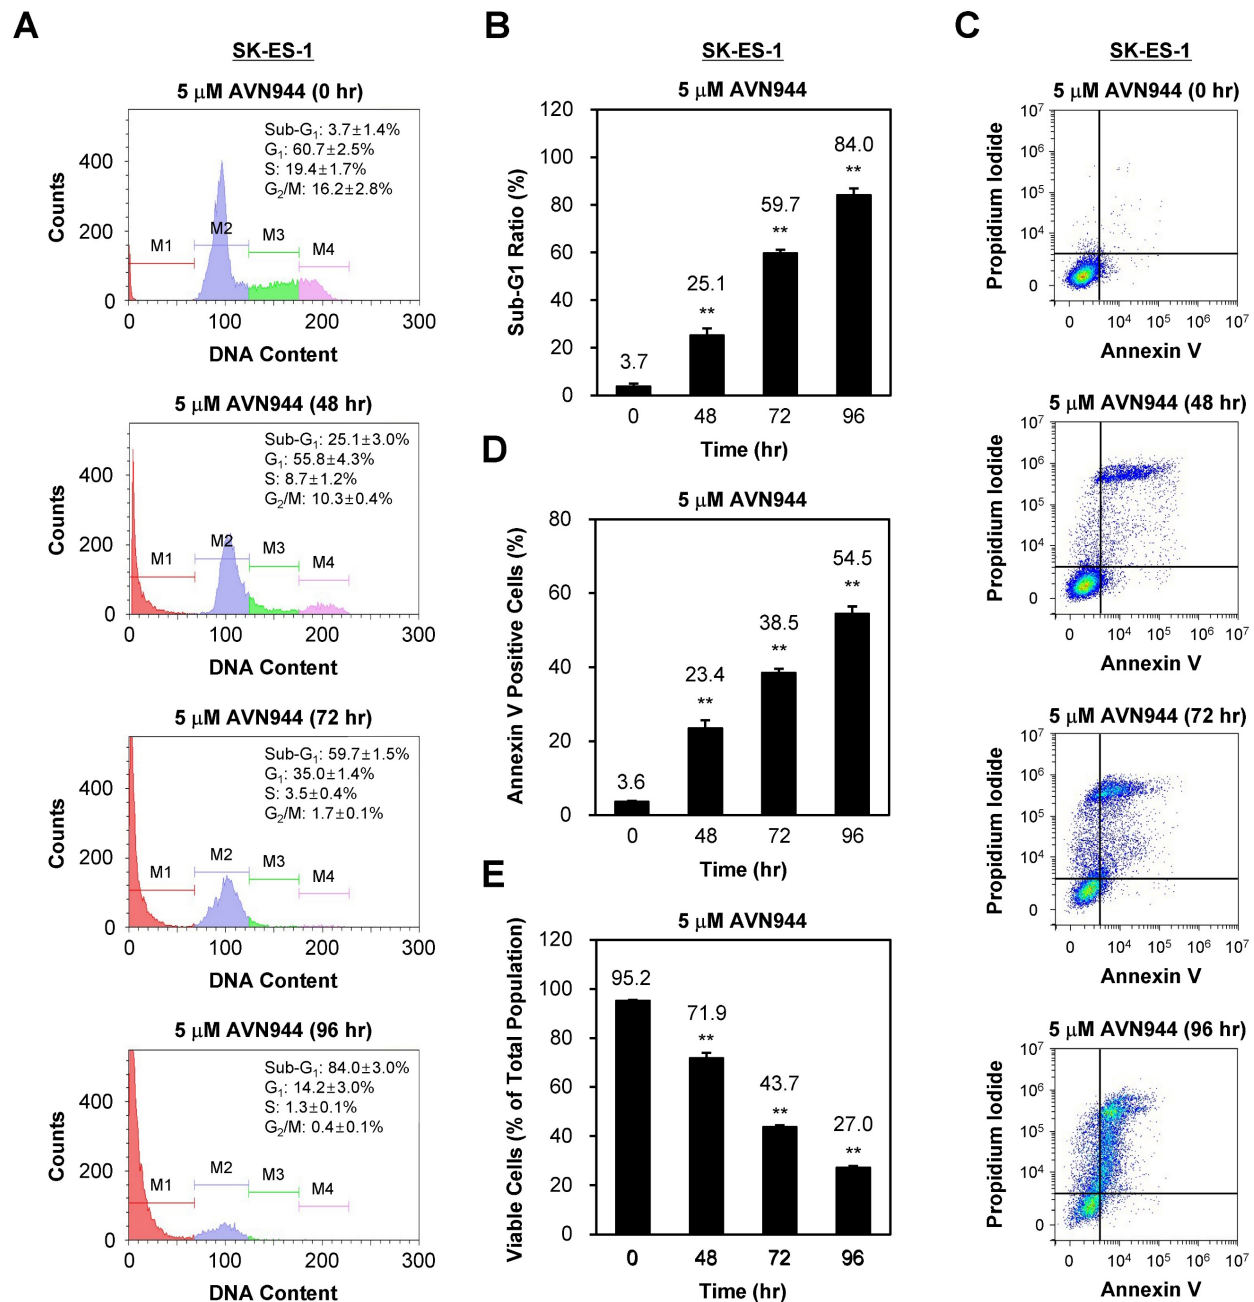 A
SK-ES-1
5 μM AVN944 (0 hr)
Sub-G1: 3.7±1.4%
G1: 60.7±2.5%
S: 19.4±1.7%
G2/M: 16.2±2.8%
M1
M2
M3
M4
400
200
0
Counts
0 100 200 300
DNA Content
5 μM AVN944 (48 hr)
Sub-G1: 25.1±3.0%
G1: 55.8±4.3%
S: 8.7±1.2%
G2/M: 10.3±0.4%
M1
M2
M3
M4
400
200
0
Counts
0 100 200 300
DNA Content
5 μM AVN944 (72 hr)
Sub-G1: 59.7±1.5%
G1: 35.0±1.4%
S: 3.5±0.4%
G2/M: 1.7±0.1%
M1
M2
M3
M4
400
200
0
Counts
0 100 200 300
DNA Content
5 μM AVN944 (96 hr)
Sub-G1: 84.0±3.0%
G1: 14.2±3.0%
S: 1.3±0.1%
G2/M: 0.4±0.1%
M1
M2
M3
M4
400
200
0
Counts
0 100 200 300
DNA Content
B
SK-ES-1
5 μM AVN944
120
100
80
60
40
20
0
Sub-G1 Ratio (%)
3.7
25.1
**
59.7
**
84.0
**
0 48 72 96
Time (hr)
D
5 μM AVN944
80
60
40
20
0
Annexin V Positive Cells (%)
3.6
23.4
**
38.5
**
54.5
**
0 48 72 96
Time (hr)
E
5 μM AVN944
120
100
80
60
40
20
0
Viable Cells (% of Total Population)
95.2
71.9
**
43.7
**
27.0
**
0 48 72 96
Time (hr)
C
SK-ES-1
5 μM AVN944 (0 hr)
10⁷
10⁶
10⁵
10⁴
0
Propidium Iodide
0 10⁴ 10⁵ 10⁶ 10⁷
Annexin V
5 μM AVN944 (48 hr)
10⁷
10⁶
10⁵
10⁴
0
Propidium Iodide
0 10⁴ 10⁵ 10⁶ 10⁷
Annexin V
5 μM AVN944 (72 hr)
10⁷
10⁶
10⁵
10⁴
0
Propidium Iodide
0 10⁴ 10⁵ 10⁶ 10⁷
Annexin V
5 μM AVN944 (96 hr)
10⁷
10⁶
10⁵
10⁴
0
Propidium Iodide
0 10⁴ 10⁵ 10⁶ 10⁷
Annexin V